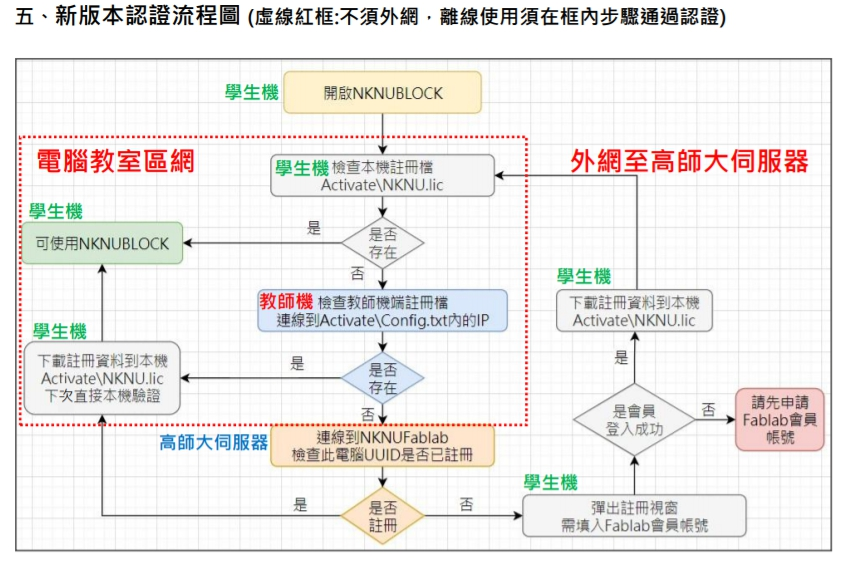 五、新版本認證流程圖 (虛線紅框:不須外網，離線使用須在框內步驟通過認證)
學生機
開啟NKNUBLOCK
電腦教室區網
外網至高師大伺服器
學生機 檢查本機註冊檔
Activate\NKNU.lic
學生機
可使用NKNUBLOCK
是
是否
存在
否
教師機 檢查教師機端註冊檔
連線到Activate\Config.txt內的IP
學生機
下載註冊資料到本機
Activate\NKNU.lic
學生機
下載註冊資料到本機
Activate\NKNU.lic
下次直接本機驗證
是
是否
存在
否
是
是會員
登入成功
否
請先申請
Fablab會員
帳號
高師大伺服器
連線到NKNUFablab
檢查此電腦UUID是否已註冊
是
是否
註冊
否
學生機
彈出註冊視窗
需填入Fablab會員帳號